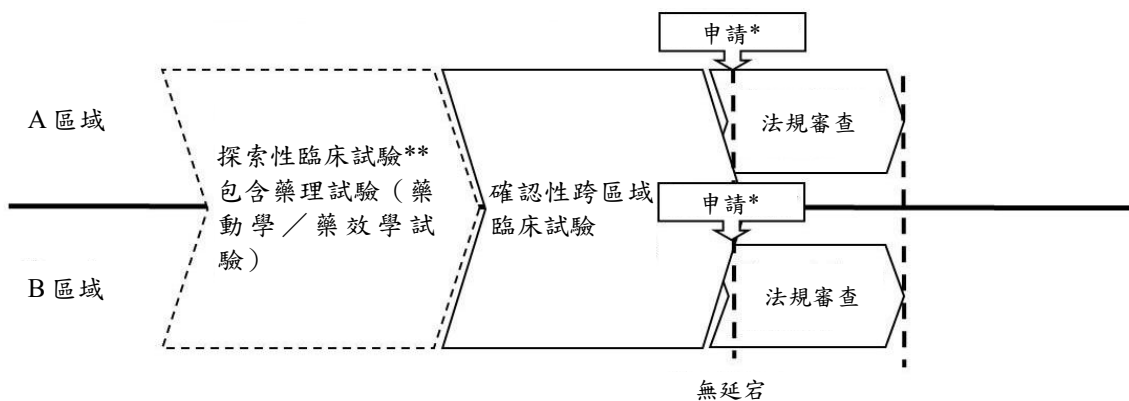 申請*
A 區域
法規審查
探索性臨床試驗**
包含藥理試驗（藥
動學／藥效學試
驗）
確認性跨區域
臨床試驗
申請*
B 區域
法規審查
無延宕